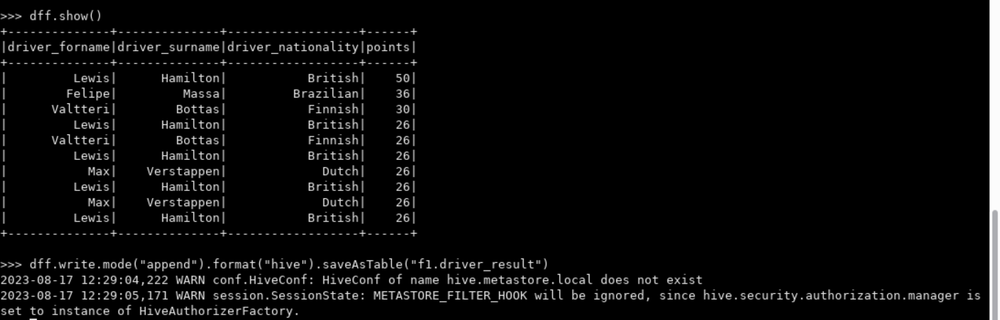 >>> dff.show()
+--------------+--------------+------------------+------+
|driver_forname|driver_surname|driver_nationality|points|
+--------------+--------------+------------------+------+
|         Lewis|      Hamilton|           British|    50|
|        Felipe|         Massa|         Brazilian|    36|
|      Valtteri|        Bottas|           Finnish|    30|
|         Lewis|      Hamilton|           British|    26|
|      Valtteri|        Bottas|           Finnish|    26|
|         Lewis|      Hamilton|           British|    26|
|           Max|    Verstappen|             Dutch|    26|
|         Lewis|      Hamilton|           British|    26|
|           Max|    Verstappen|             Dutch|    26|
|         Lewis|      Hamilton|           British|    26|
+--------------+--------------+------------------+------+
>>> dff.write.mode("append").format("hive").saveAsTable("f1.driver_result")
2023-08-17 12:29:04,222 WARN conf.HiveConf: HiveConf of name hive.metastore.local does not exist
2023-08-17 12:29:05,171 WARN session.SessionState: METASTORE_FILTER_HOOK will be ignored, since hive.security.authorization.manager is
set to instance of HiveAuthorizerFactory.